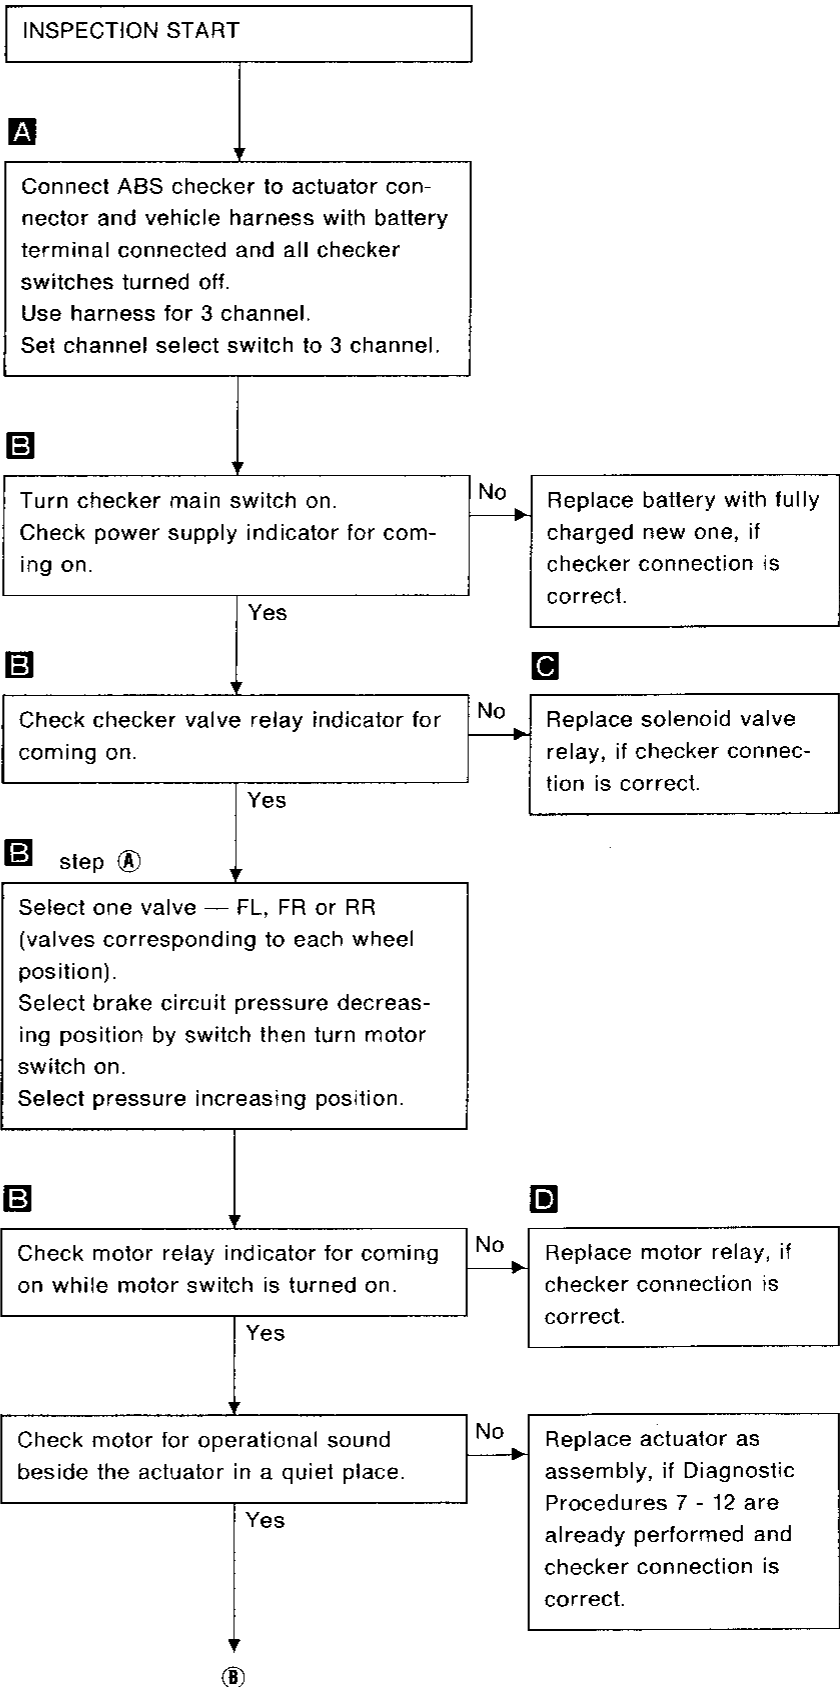 INSPECTION START
A
Connect ABS checker to actuator con-
nector and vehicle harness with battery
terminal connected and all checker
switches turned off.
Use harness for 3 channel.
Set channel select switch to 3 channel.
B
Turn checker main switch on.
Check power supply indicator for com-
ing on.
No
Replace battery with fully
charged new one, if
checker connection is
correct.
Yes
B
Check checker valve relay indicator for
coming on.
No
C
Replace solenoid valve
relay, if checker connec-
tion is correct.
Yes
B
step Ⓐ
Select one valve — FL, FR or RR
(valves corresponding to each wheel
position).
Select brake circuit pressure decreas-
ing position by switch then turn motor
switch on.
Select pressure increasing position.
B
Check motor relay indicator for coming
on while motor switch is turned on.
No
D
Replace motor relay, if
checker connection is
correct.
Yes
Check motor for operational sound
beside the actuator in a quiet place.
No
Replace actuator as
assembly, if Diagnostic
Procedures 7 - 12 are
already performed and
checker connection is
correct.
Yes
Ⓑ